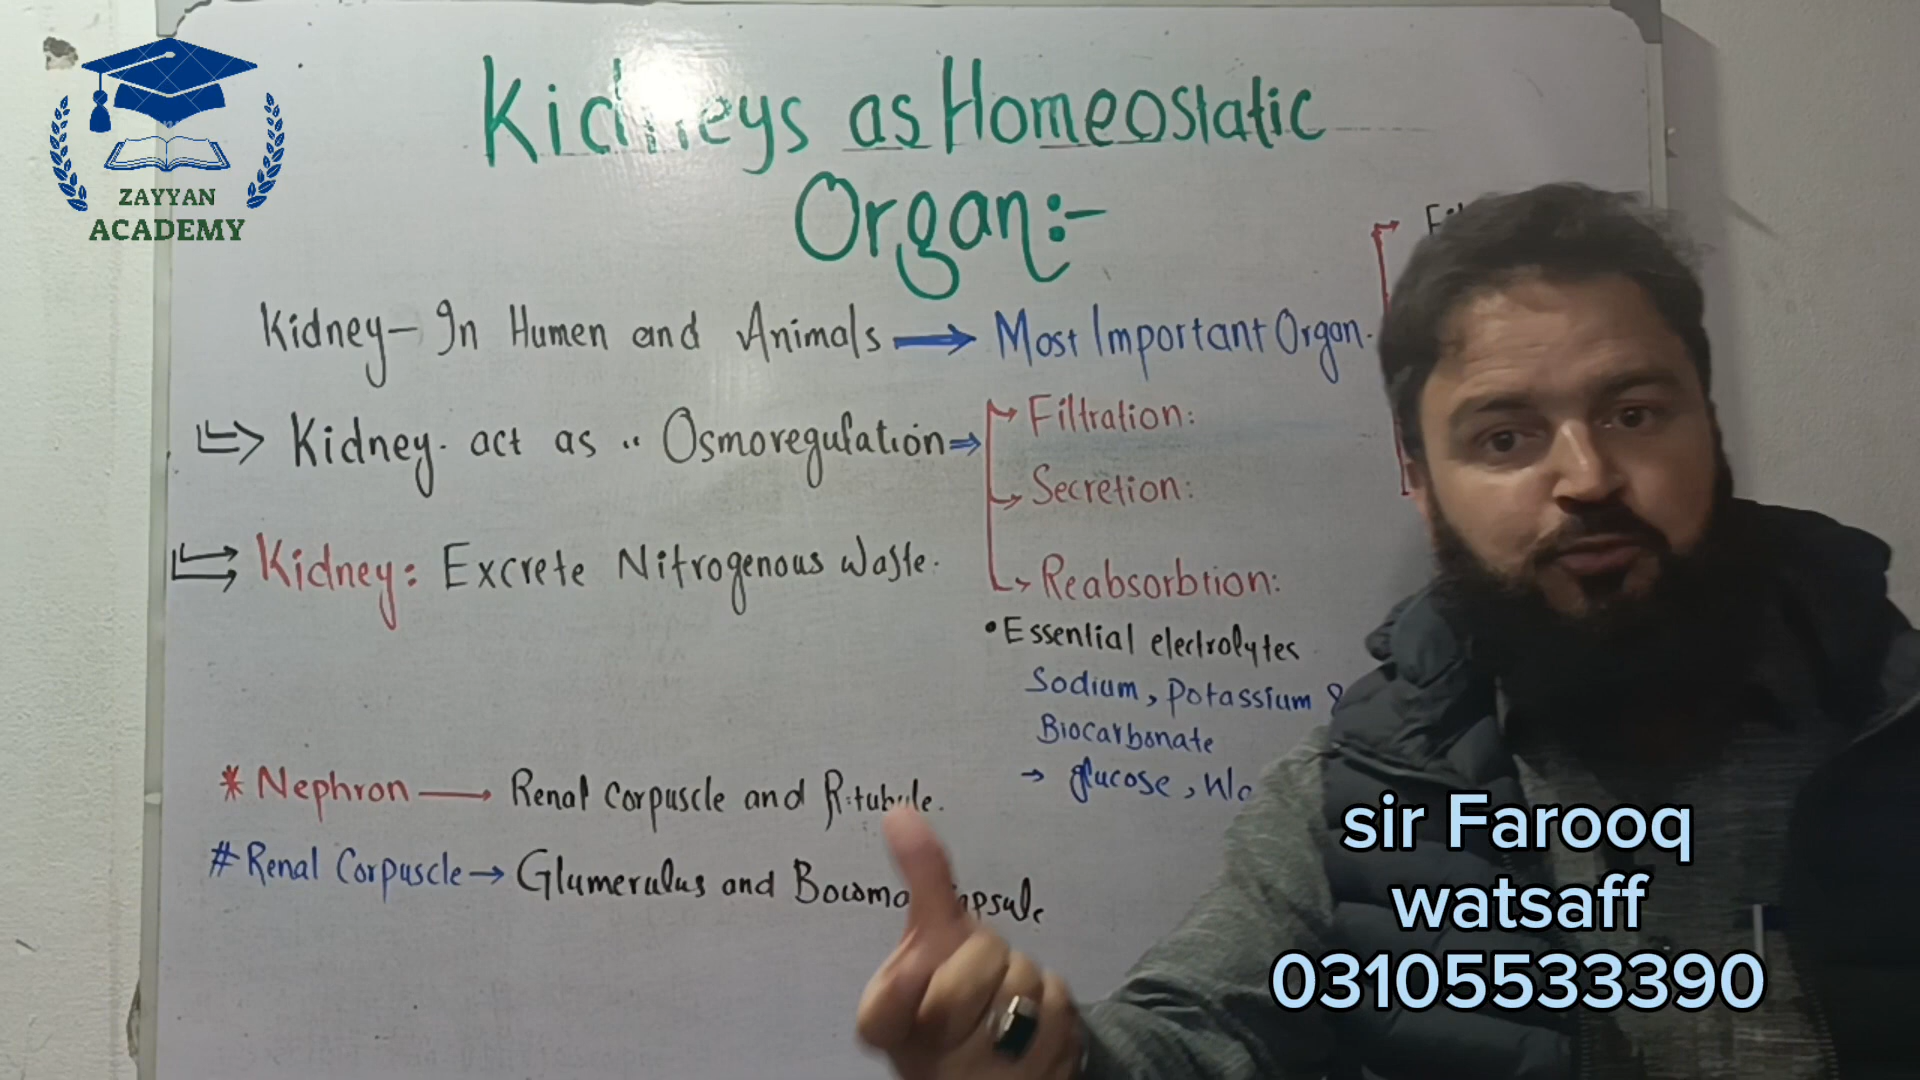 ZAYYAN
ACADEMY
Kidneys as Homeostatic
Organ:-
Kidney- In Humen and Animals → Most Important Organ.
Kidney. act as " Osmoregulation ⇒
Filtration:
Secretion:
Reabsorbtion:
• Essential electrolytes
Sodium, Potassium &
Biocarbonate
→ glucose,
⇒ Kidney: Excrete Nitrogenous Waste.
* Nephron → Renal Corpuscle and R.tubule.
# Renal Corpuscle → Glumerulus and
sir Farooq
watsaff
03105533390